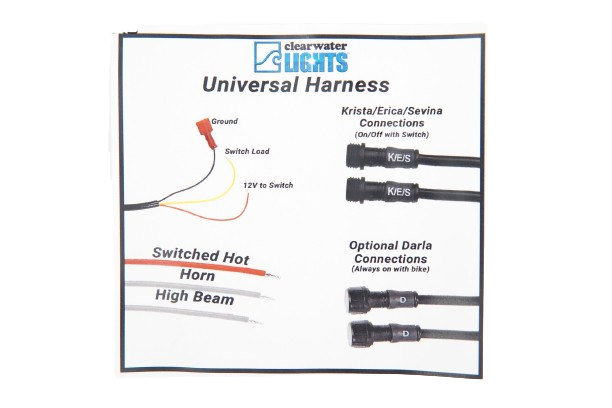 clearwater
LIGHTS
Universal Harness
Ground
Switch Load
12V to Switch
Krista/Erica/Sevina
Connections
(On/Off with Switch)
K/E/S
K/E/S
Switched Hot
Horn
High Beam
Optional Darla
Connections
(Always on with bike)
D
D